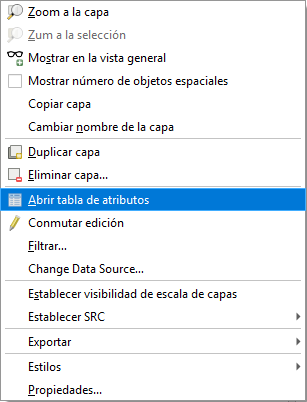 Zoom a la capa
Zum a la selección
Mostrar en la vista general
Mostrar número de objetos espaciales
Copiar capa
Cambiar nombre de la capa
Duplicar capa
Eliminar capa...
Abrir tabla de atributos
Conmutar edición
Filtrar...
Change Data Source...
Establecer visibilidad de escala de capas
Establecer SRC
Exportar
Estilos
Propiedades...